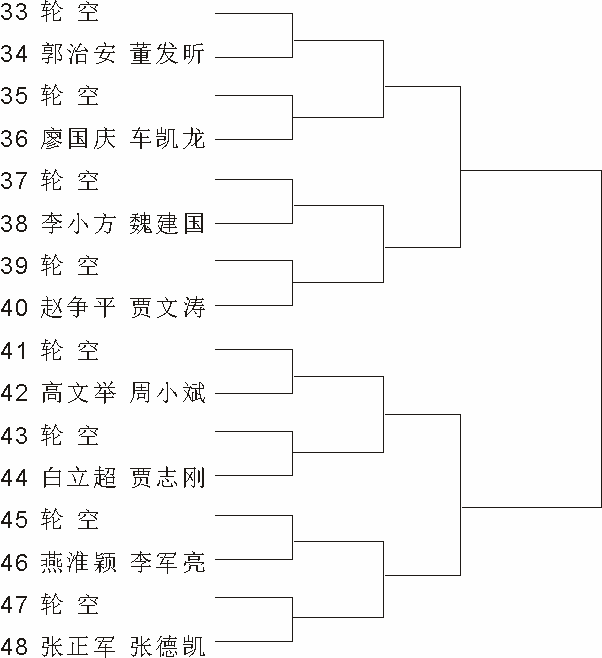 33 轮 空
34 郭治安 董发昕
35 轮 空
36 廖国庆 车凯龙
37 轮 空
38 李小方 魏建国
39 轮 空
40 赵争平 贾文涛
41 轮 空
42 高文举 周小斌
43 轮 空
44 白立超 贾志刚
45 轮 空
46 燕淮颖 李军亮
47 轮 空
48 张正军 张德凯